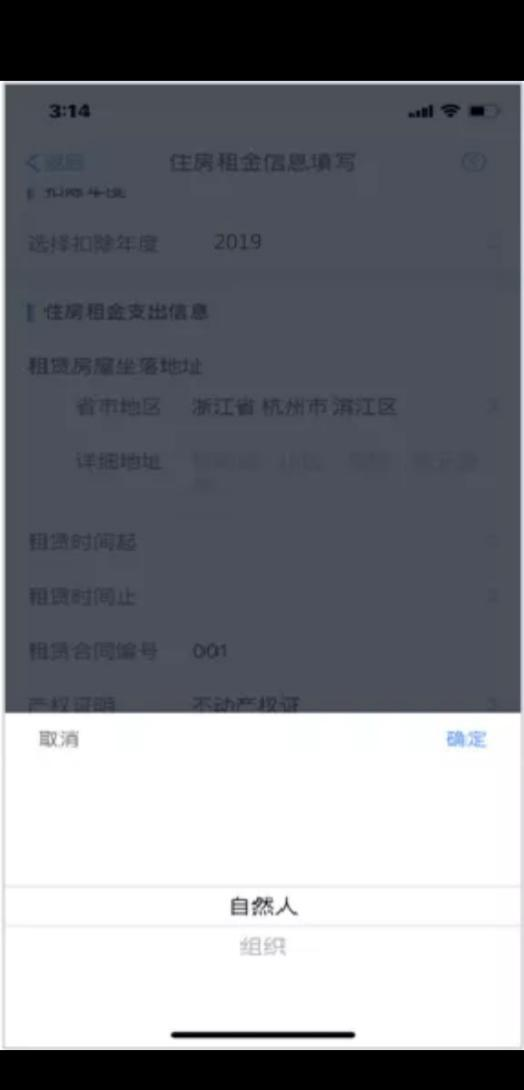 3:14
返回 住房租金信息填写
扣除年度
选择扣除年度 2019
住房租金支出信息
租赁房屋坐落地址
省市地区 浙江省 杭州市 滨江区
详细地址
租赁时间起
租赁时间止
租赁合同编号 001
产权证明 不动产权证
取消 确定
自然人
组织